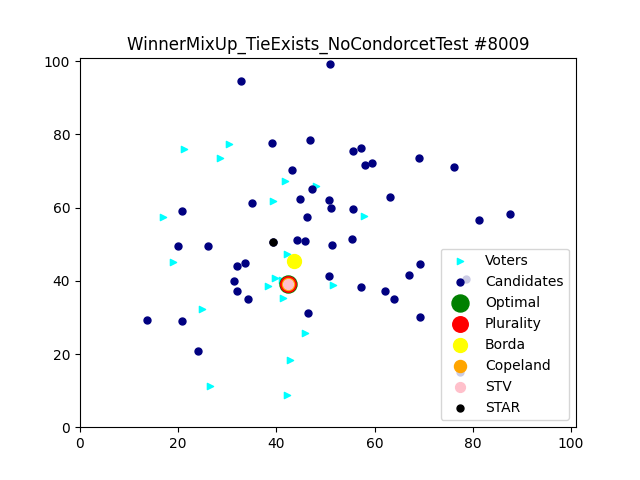 WinnerMixUp_TieExists_NoCondorcetTest #8009
100
80
60
40
20
0
0 20 40 60 80 100
Voters
Candidates
Optimal
Plurality
Borda
Copeland
STV
STAR